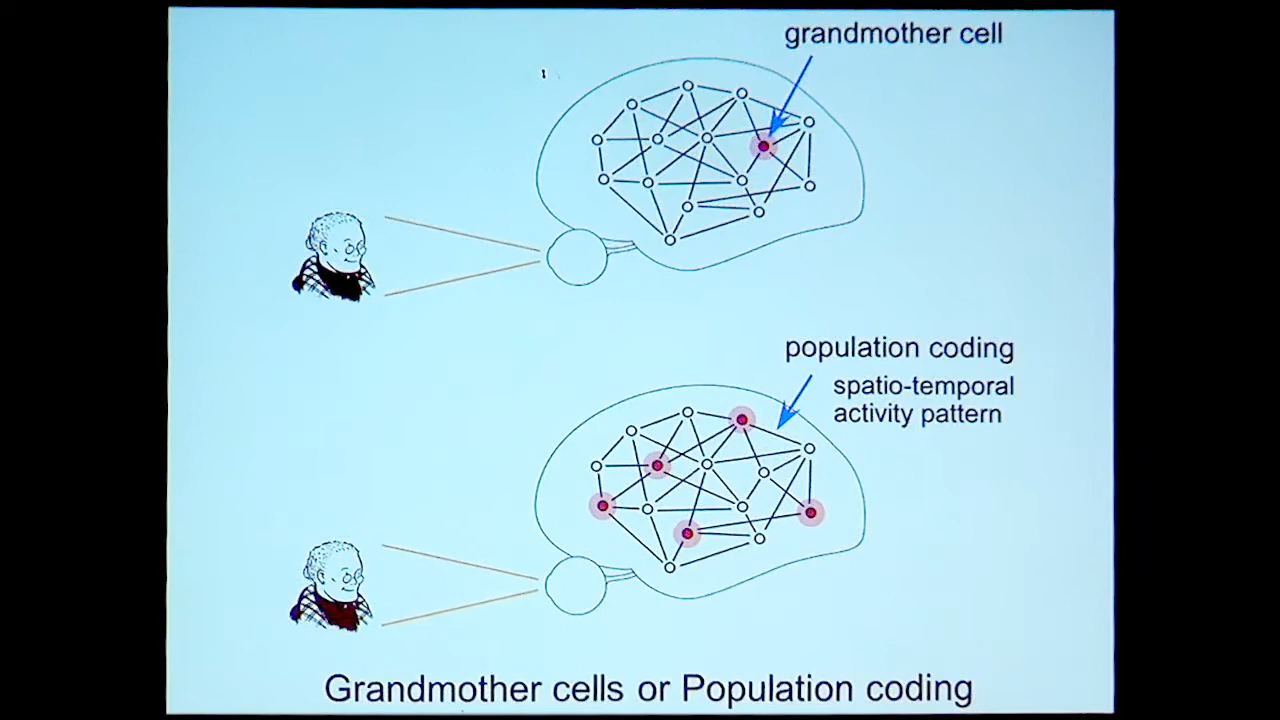 grandmother cell
population coding
spatio-temporal
activity pattern
Grandmother cells or Population coding